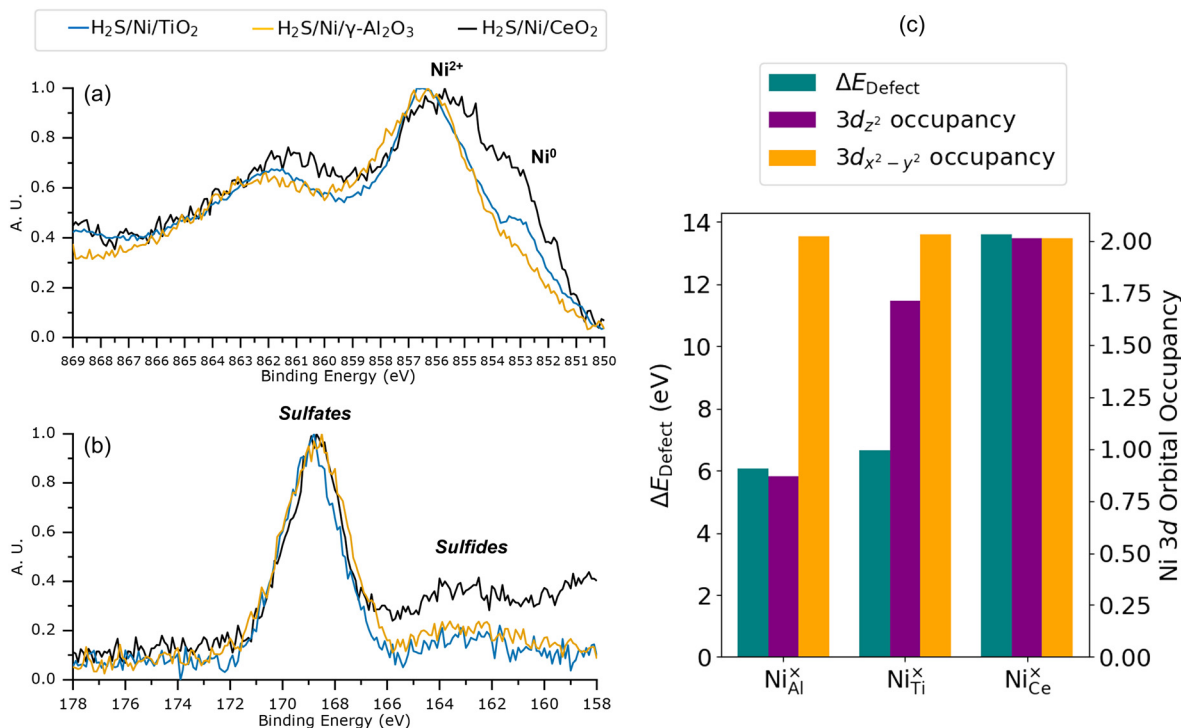 H₂S/Ni/TiO₂ H₂S/Ni/γ-Al₂O₃ H₂S/Ni/CeO₂
(a)
Ni²⁺
Ni⁰
A. U.
1.0
0.8
0.6
0.4
0.2
0.0
869 868 867 866 865 864 863 862 861 860 859 858 857 856 855 854 853 852 851 850
Binding Energy (eV)
(b)
Sulfates
Sulfides
A. U.
1.0
0.8
0.6
0.4
0.2
0.0
178 176 174 172 170 168 166 164 162 160 158
Binding Energy (eV)
(c)
ΔE_Defect
3d_z² occupancy
3d_x²−y² occupancy
ΔE_Defect (eV)
14
12
10
8
6
4
2
0
Ni 3d Orbital Occupancy
2.00
1.75
1.50
1.25
1.00
0.75
0.50
0.25
0.00
Ni×Al Ni×Ti Ni×Ce